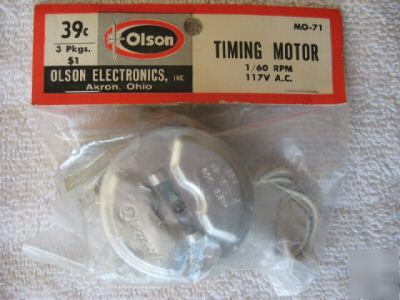 39¢
3 Pkgs.
$1
Olson
OLSON ELECTRONICS, INC
Akron, Ohio
MO-71
TIMING MOTOR
1/60 RPM
117V A.C.